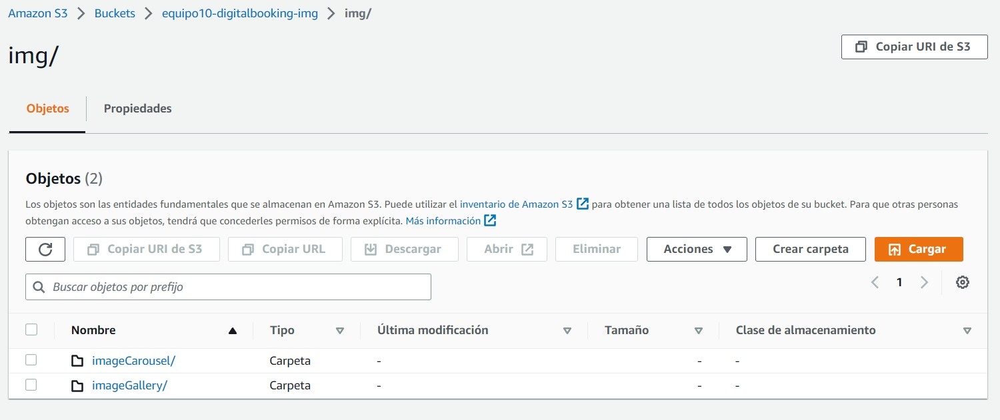 Amazon S3 > Buckets > equipo10-digitalbooking-img > img/
img/
Copiar URI de S3
Objetos
Propiedades
Objetos (2)
Los objetos son las entidades fundamentales que se almacenan en Amazon S3. Puede utilizar el inventario de Amazon S3 para obtener una lista de todos los objetos de su bucket. Para que otras personas
obtengan acceso a sus objetos, tendrá que concederles permisos de forma explícita. Más información
Copiar URI de S3 Copiar URL Descargar Abrir Eliminar Acciones Crear carpeta Cargar
Buscar objetos por prefijo
1
Nombre Tipo Última modificación Tamaño Clase de almacenamiento
imageCarousel/ Carpeta - - -
imageGallery/ Carpeta - - -